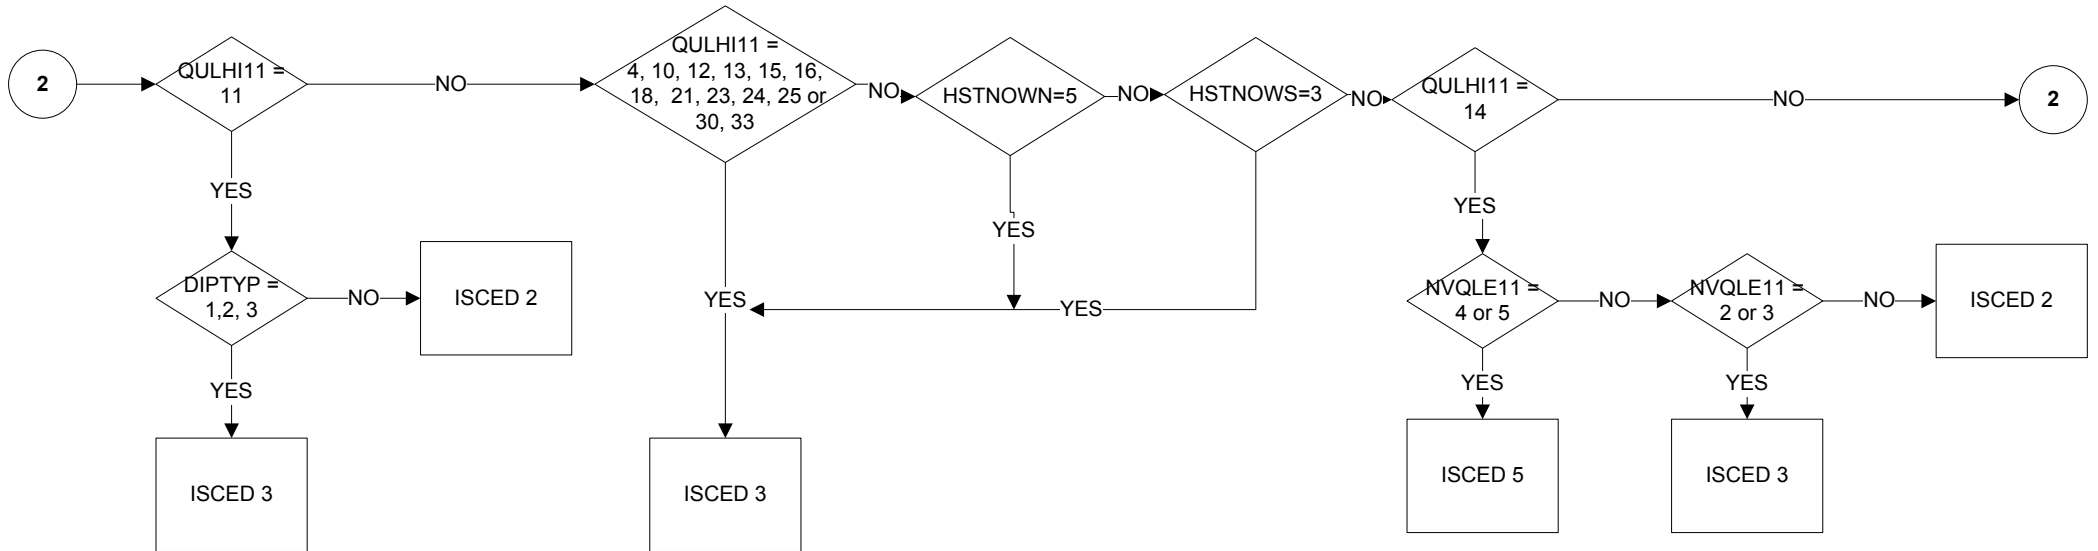 2
QULHI11 =
11
NO
QULHI11 =
4, 10, 12, 13, 15, 16,
18, 21, 23, 24, 25 or
30, 33
NO
HSTNOWN=5
NO
HSTNOWS=3
NO
QULHI11 =
14
NO
2
YES
DIPTYP =
1,2, 3
NO
ISCED 2
YES
ISCED 3
YES
ISCED 3
YES
YES
YES
NVQLE11 =
4 or 5
NO
NVQLE11 =
2 or 3
NO
ISCED 2
YES
ISCED 5
YES
ISCED 3